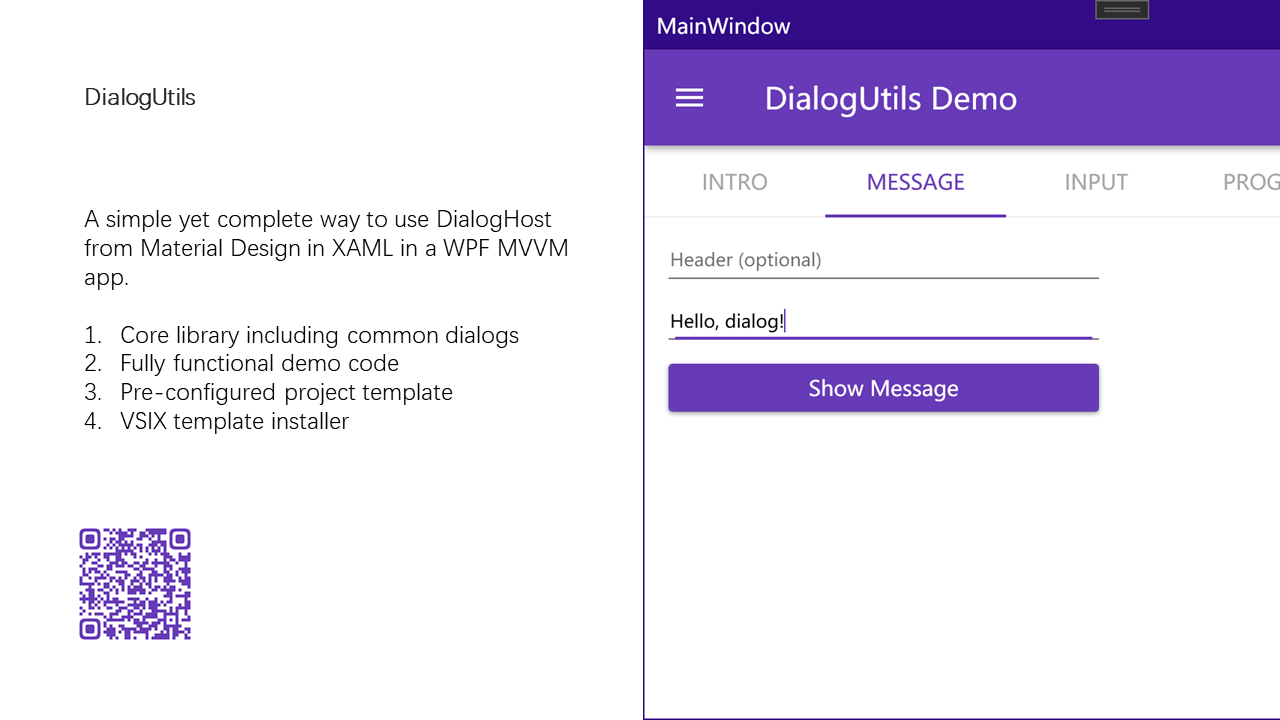 DialogUtils
A simple yet complete way to use DialogHost
from Material Design in XAML in a WPF MVVM
app.
1. Core library including common dialogs
2. Fully functional demo code
3. Pre-configured project template
4. VSIX template installer
MainWindow
DialogUtils Demo
INTRO MESSAGE INPUT PROG
Header (optional)
Hello, dialog!
Show Message